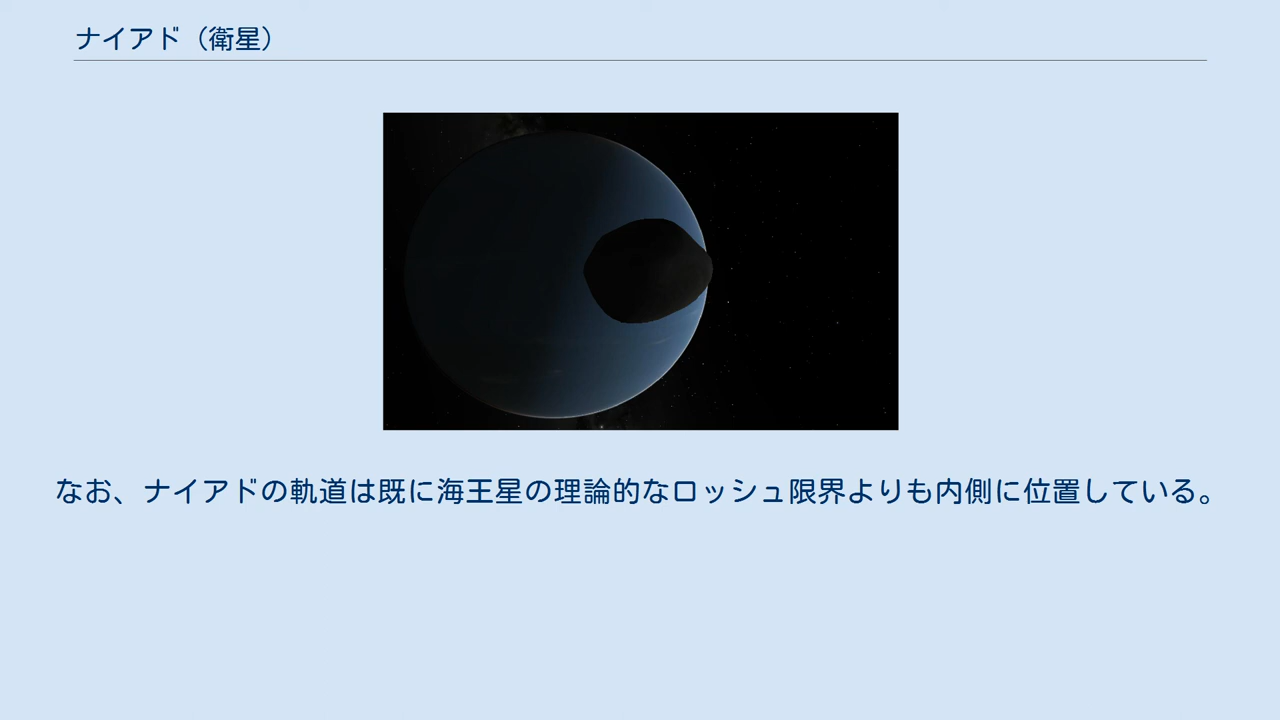 ナイアド（衛星）
なお、ナイアドの軌道は既に海王星の理論的なロッシュ限界よりも内側に位置している。